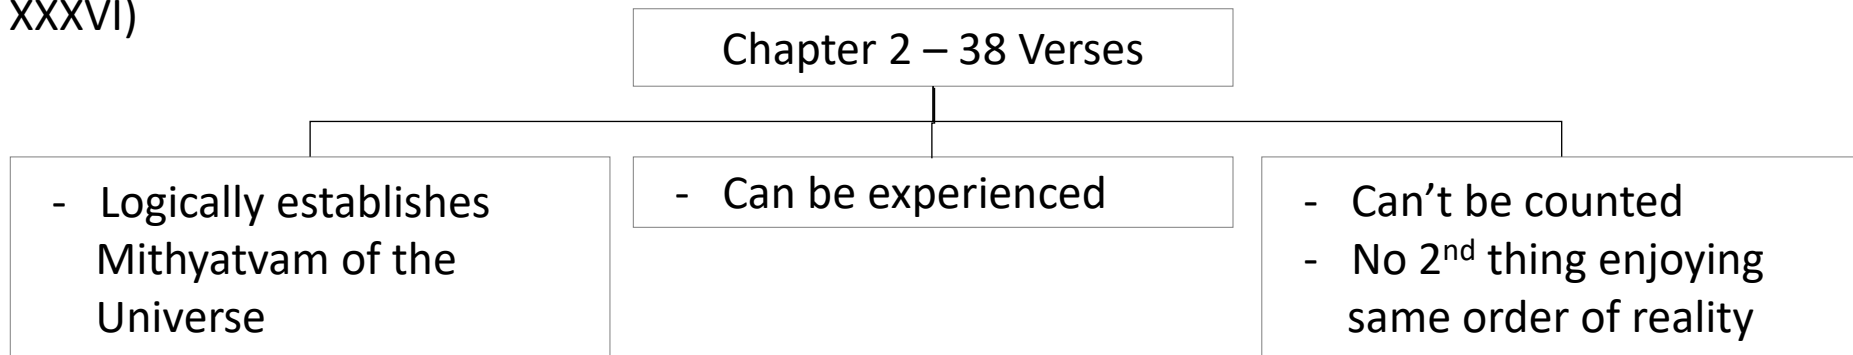 XXXVI)
Chapter 2 – 38 Verses
- Logically establishes
Mithyatvam of the
Universe
- Can be experienced
- Can’t be counted
- No 2nd thing enjoying
same order of reality